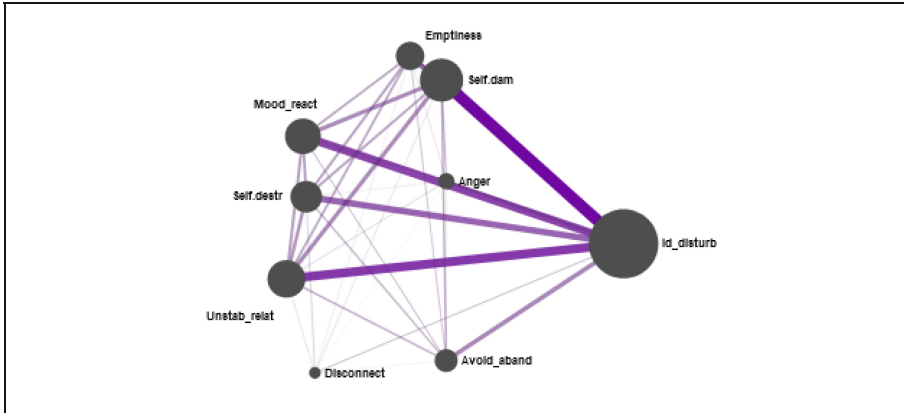 Emptiness
Self.dam
Mood_react
Anger
Self.destr
Id_disturb
Unstab_relat
Avoid_aband
Disconnect